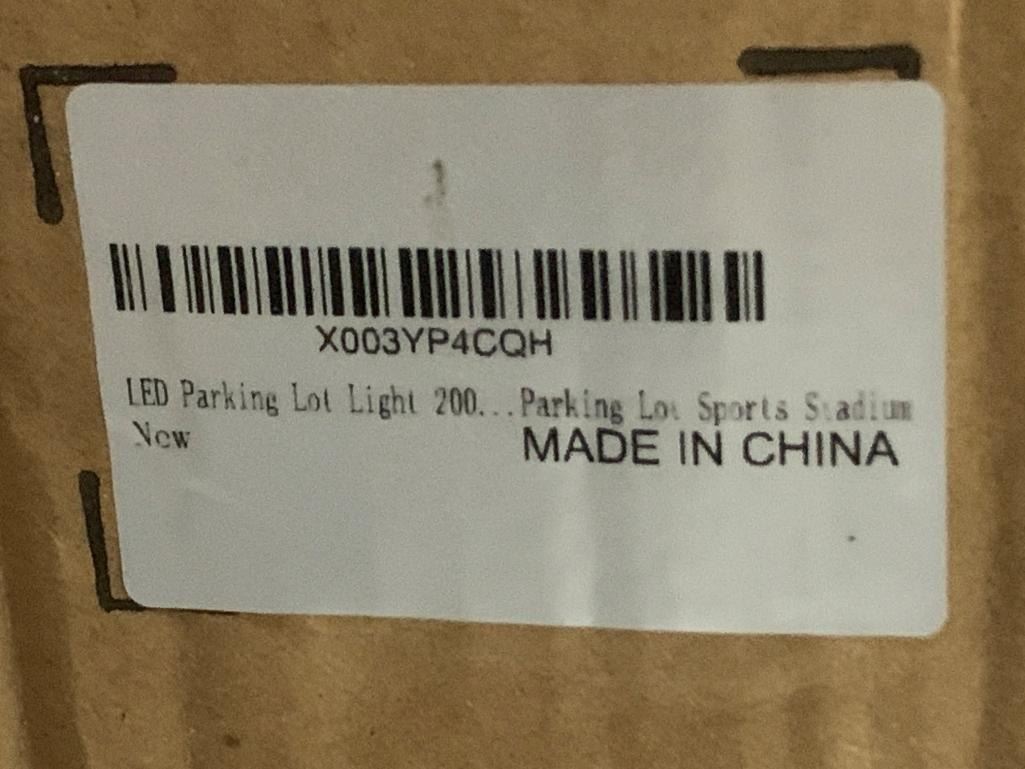 X003YP4CQH
LED Parking Lot Light 200...Parking Lot Sports Stadium
New
MADE IN CHINA